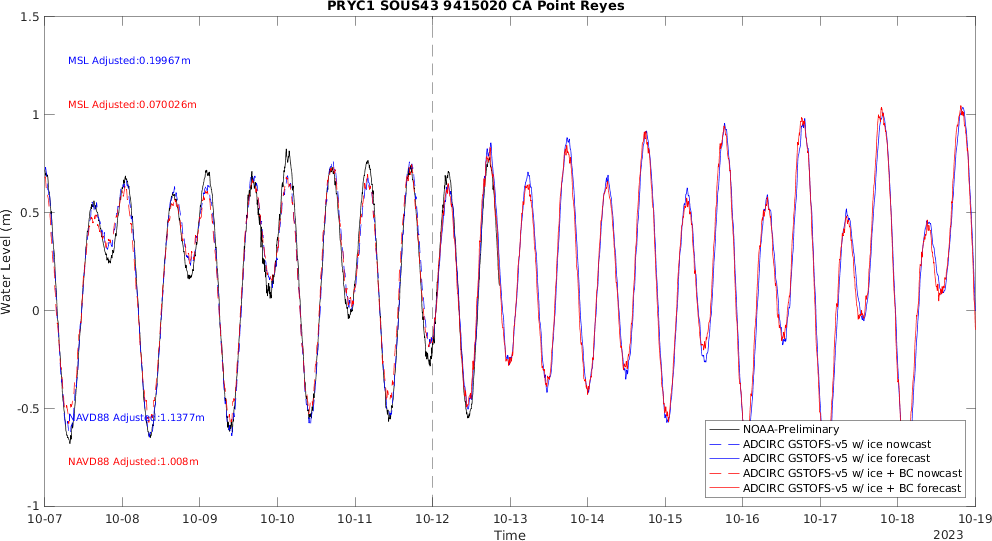 PRYC1 SOUS43 9415020 CA Point Reyes
1.5
1
0.5
0
-0.5
-1
Water Level (m)
MSL Adjusted:0.19967m
MSL Adjusted:0.070026m
NAVD88 Adjusted:1.1377m
NAVD88 Adjusted:1.008m
NOAA-Preliminary
ADCIRC GSTOFS-v5 w/ ice nowcast
ADCIRC GSTOFS-v5 w/ ice forecast
ADCIRC GSTOFS-v5 w/ ice + BC nowcast
ADCIRC GSTOFS-v5 w/ ice + BC forecast
10-07 10-08 10-09 10-10 10-11 10-12 10-13 10-14 10-15 10-16 10-17 10-18 10-19
Time
2023